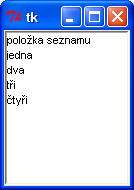 tk
položka seznamu
jedna
dva
tři
čtyři